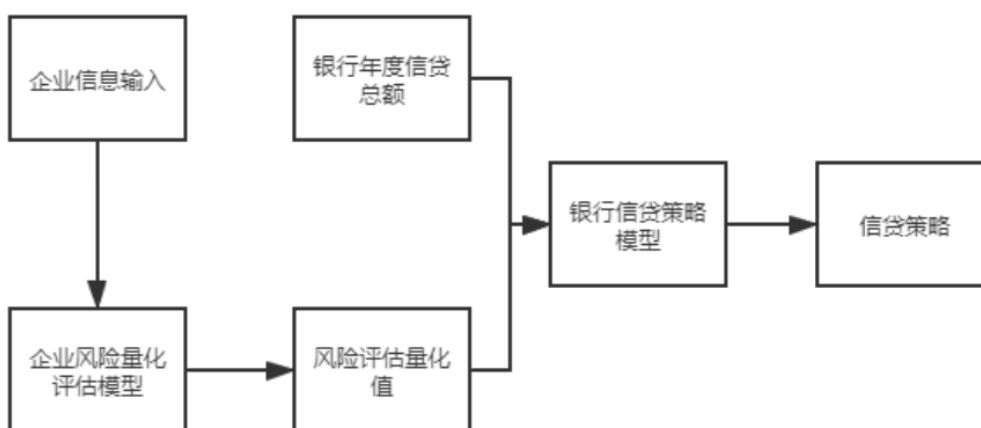 企业信息输入
银行年度信贷
总额
银行信贷策略
模型
信贷策略
企业风险量化
评估模型
风险评估量化
值